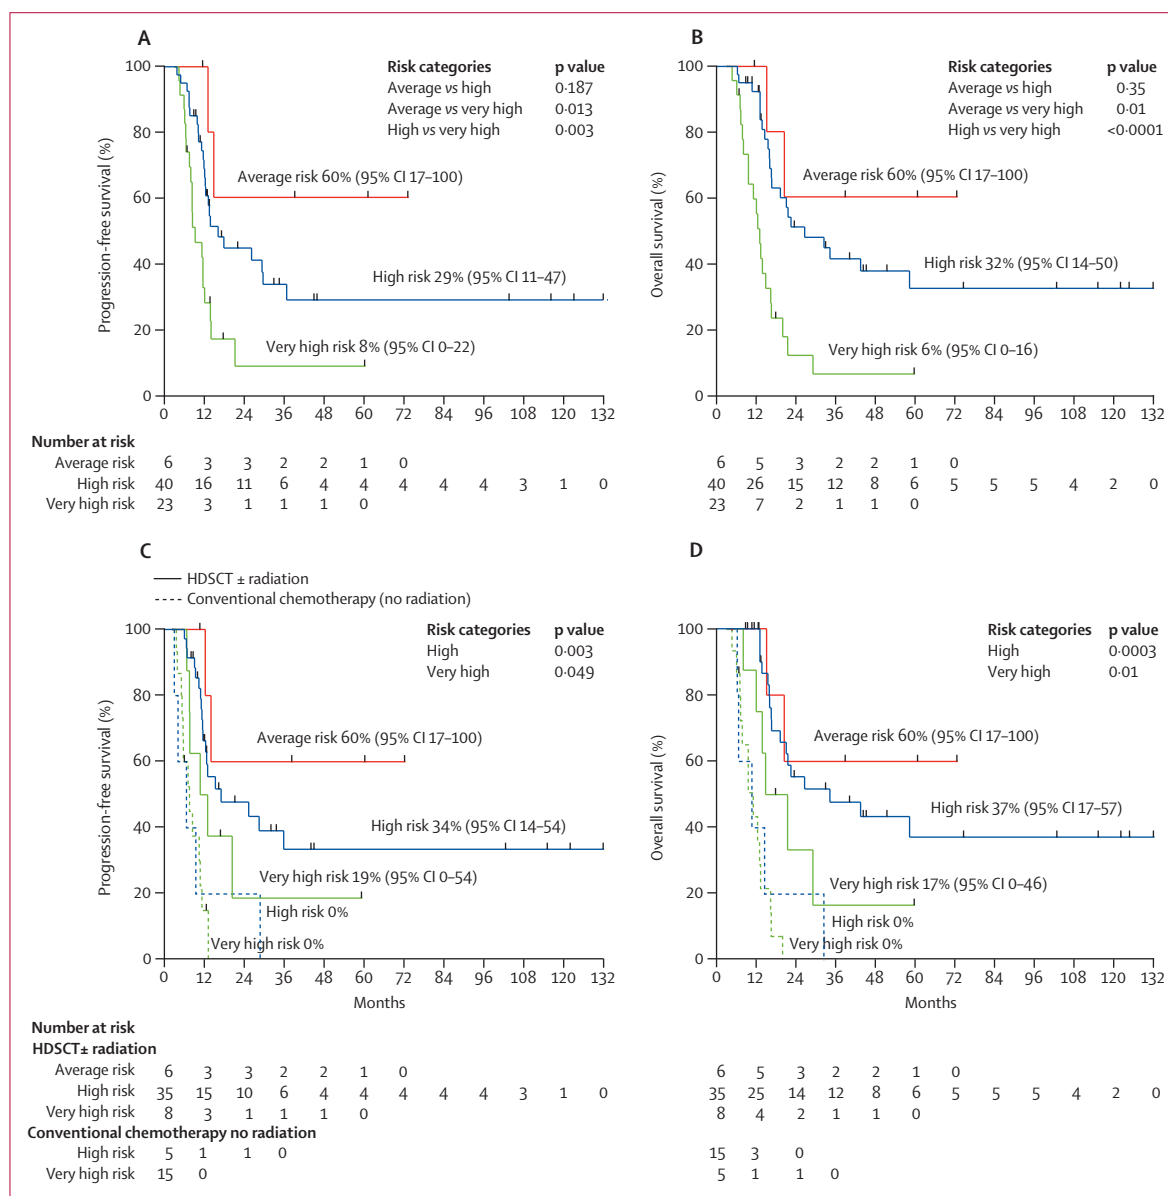 A
Risk categories p value
Average vs high 0·187
Average vs very high 0·013
High vs very high 0·003
Progression-free survival (%)
100
80
60
40
20
0
Average risk 60% (95% CI 17–100)
High risk 29% (95% CI 11–47)
Very high risk 8% (95% CI 0–22)
0 12 24 36 48 60 72 84 96 108 120 132
B
Risk categories p value
Average vs high 0·35
Average vs very high 0·01
High vs very high <0·0001
Overall survival (%)
100
80
60
40
20
0
Average risk 60% (95% CI 17–100)
High risk 32% (95% CI 14–50)
Very high risk 6% (95% CI 0–16)
0 12 24 36 48 60 72 84 96 108 120 132
Number at risk
Average risk 6 3 3 2 2 1 0 6 5 3 2 2 1 0
High risk 40 16 11 6 4 4 4 4 4 3 1 0 40 26 15 12 8 6 5 5 5 4 2 0
Very high risk 23 3 1 1 1 0 23 7 2 1 1 0
C
HDSCT ± radiation
Conventional chemotherapy (no radiation)
Risk categories p value
High 0·003
Very high 0·049
Progression-free survival (%)
100
80
60
40
20
0
Average risk 60% (95% CI 17–100)
High risk 34% (95% CI 14–54)
Very high risk 19% (95% CI 0–54)
High risk 0%
Very high risk 0%
0 12 24 36 48 60 72 84 96 108 120 132
Months
D
Risk categories p value
High 0·0003
Very high 0·01
Overall survival (%)
100
80
60
40
20
0
Average risk 60% (95% CI 17–100)
High risk 37% (95% CI 17–57)
Very high risk 17% (95% CI 0–46)
High risk 0%
Very high risk 0%
0 12 24 36 48 60 72 84 96 108 120 132
Months
Number at risk
HDSCT± radiation
Average risk 6 3 3 2 2 1 0 6 5 3 2 2 1 0
High risk 35 15 10 6 4 4 4 4 4 3 1 0 35 25 14 12 8 6 5 5 5 4 2 0
Very high risk 8 3 1 1 1 0 8 4 2 1 1 0
Conventional chemotherapy no radiation
High risk 5 1 1 0 15 3 0
Very high risk 15 0 5 1 1 0